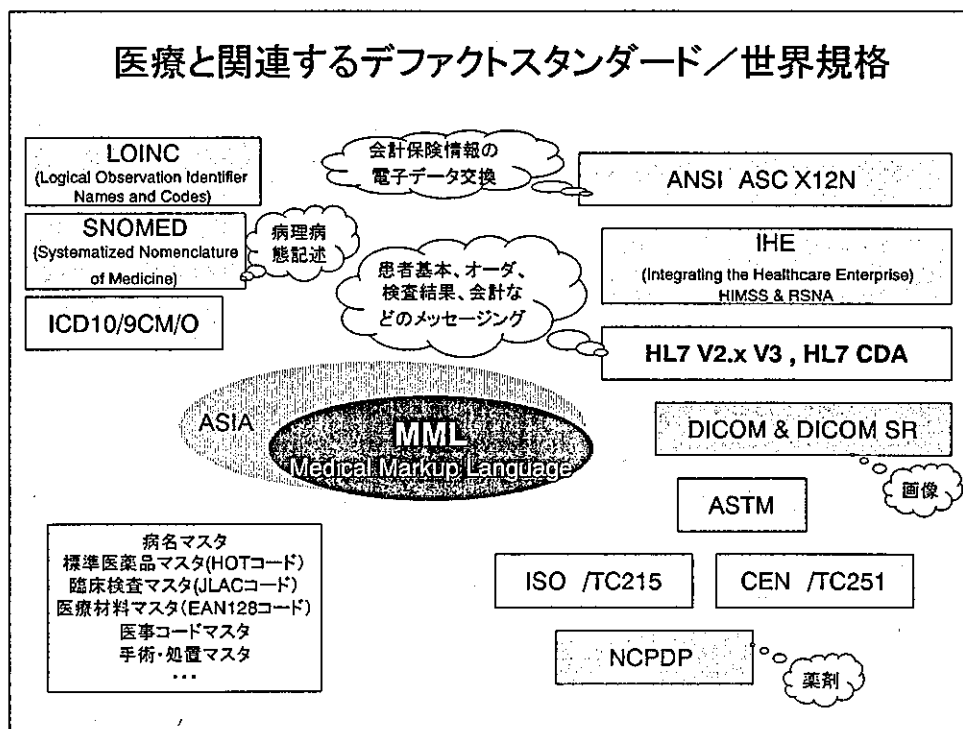 医療と関連するデファクトスタンダード／世界規格
LOINC
(Logical Observation Identifier
Names and Codes)
SNOMED
(Systematized Nomenclature
of Medicine)
病理病
態記述
ICD10/9CM/O
会計保険情報の
電子データ交換
ANSI ASC X12N
患者基本、オーダ、
検査結果、会計な
どのメッセージング
IHE
(Integrating the Healthcare Enterprise)
HIMSS & RSNA
HL7 V2.x V3 , HL7 CDA
ASIA
MML
Medical Markup Language
DICOM & DICOM SR
画像
ASTM
ISO /TC215
CEN /TC251
NCPDP
薬剤
病名マスタ
標準医薬品マスタ(HOTコード)
臨床検査マスタ(JLACコード)
医療材料マスタ(EAN128コード)
医事コードマスタ
手術・処置マスタ
・・・